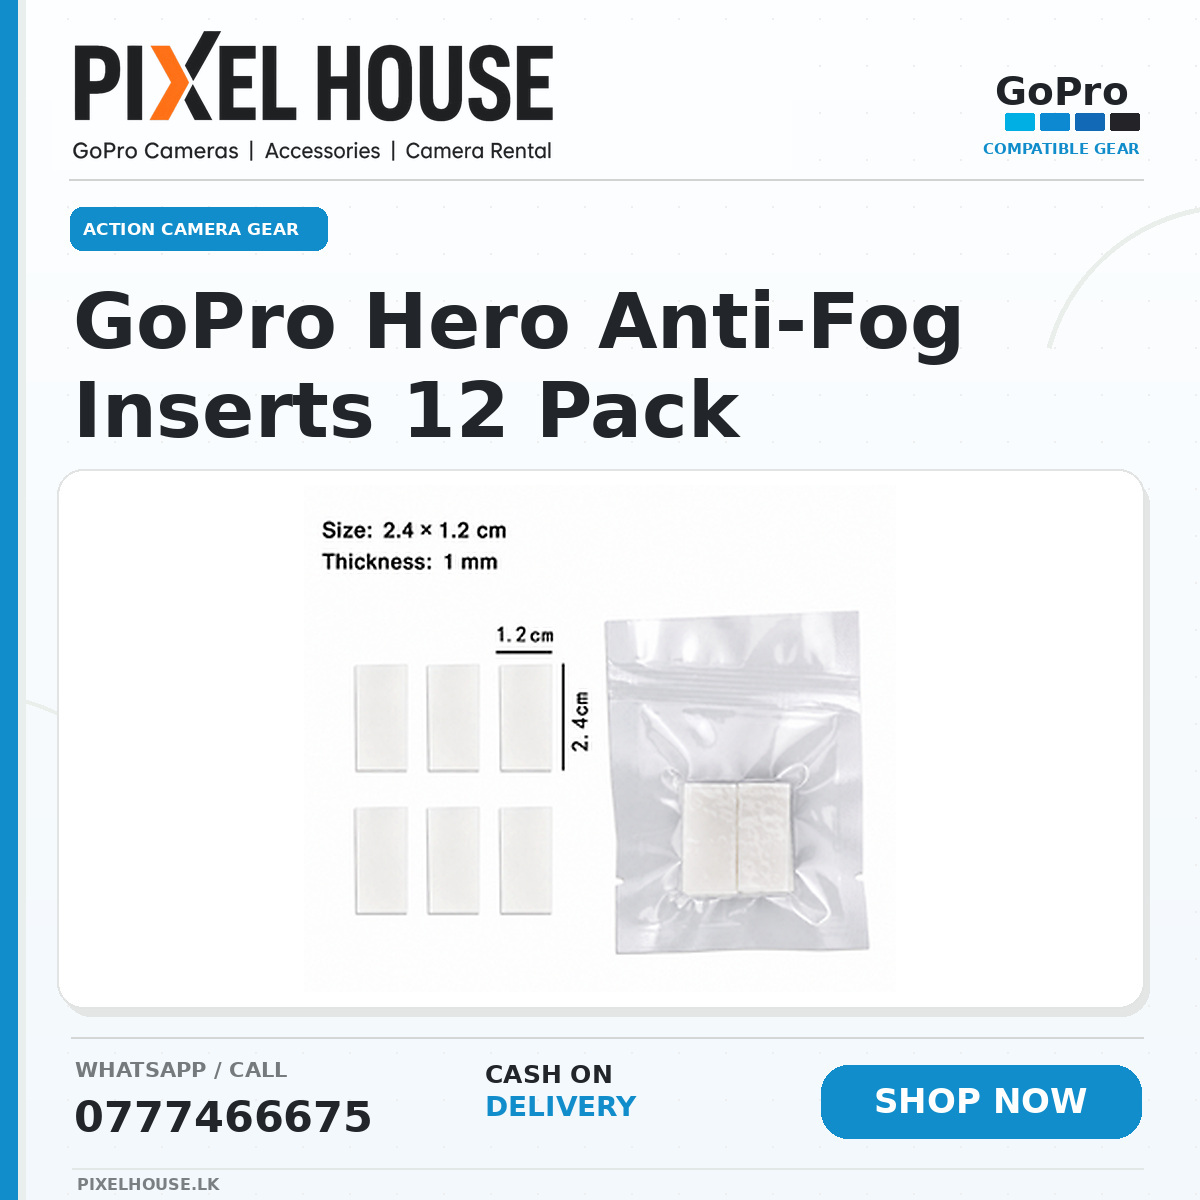 PIXEL HOUSE
GoPro Cameras | Accessories | Camera Rental
GoPro
COMPATIBLE GEAR
ACTION CAMERA GEAR
GoPro Hero Anti-Fog
Inserts 12 Pack
Size: 2.4 × 1.2 cm
Thickness: 1 mm
1.2cm
2.4cm
WHATSAPP / CALL
0777466675
CASH ON
DELIVERY
SHOP NOW
PIXELHOUSE.LK